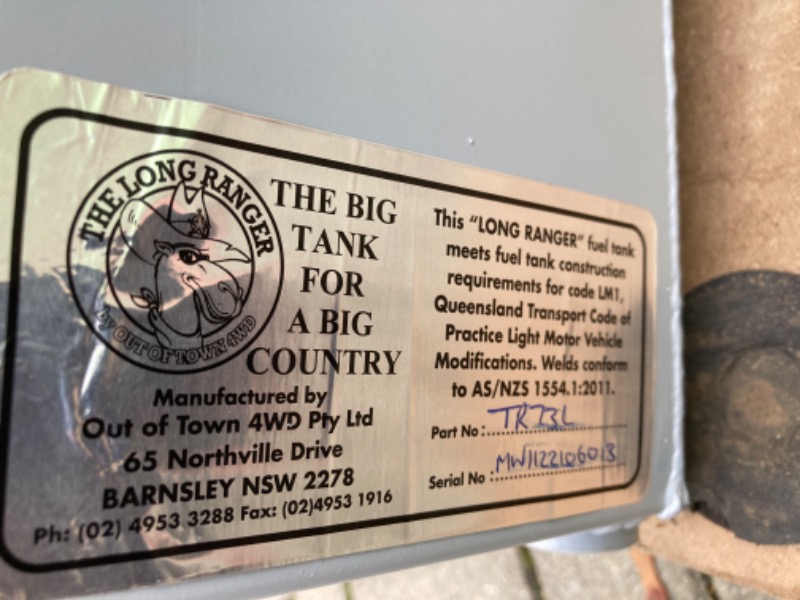 THE LONG RANGER
by OUT OF TOWN 4WD
THE BIG
TANK
FOR
A BIG
COUNTRY
Manufactured by
Out of Town 4WD Pty Ltd
65 Northville Drive
BARNSLEY NSW 2278
Ph: (02) 4953 3288 Fax: (02)4953 1916
This "LONG RANGER" fuel tank
meets fuel tank construction
requirements for code LM1,
Queensland Transport Code of
Practice Light Motor Vehicle
Modifications. Welds conform
to AS/NZS 1554.1:2011.
Part No :
Serial No :